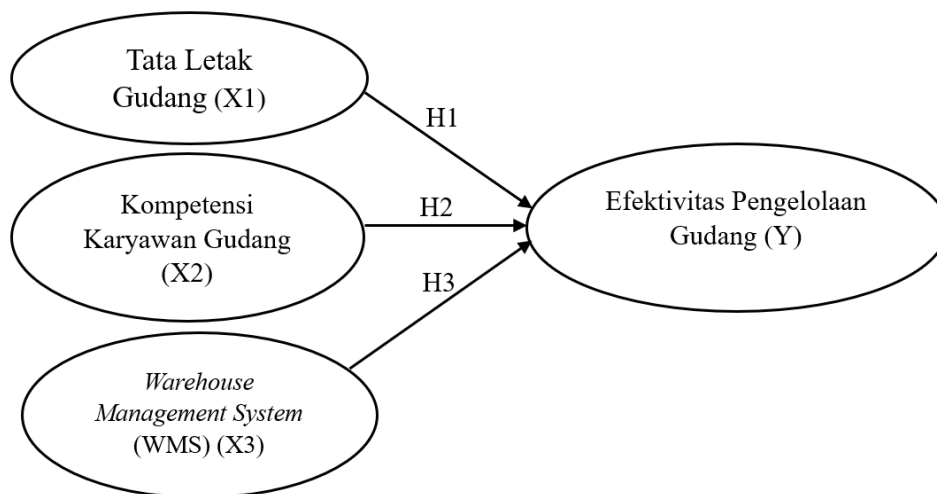 Tata Letak
Gudang (X1)
H1
Kompetensi
Karyawan Gudang
(X2)
H2
Efektivitas Pengelolaan
Gudang (Y)
H3
Warehouse
Management System
(WMS) (X3)